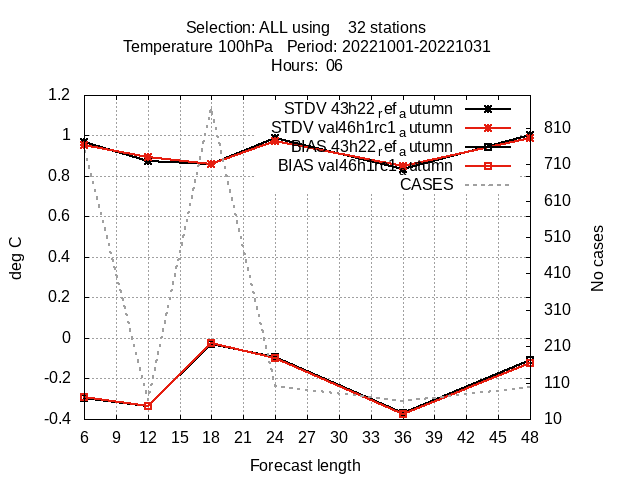 Selection: ALL using 32 stations
Temperature 100hPa Period: 20221001-20221031
Hours: 06
STDV 43h22ref_autumn
STDV val46h1rc1_autumn
BIAS 43h22ref_autumn
BIAS val46h1rc1_autumn
CASES
1.2
1
0.8
0.6
0.4
0.2
0
-0.2
-0.4
deg C
810
710
610
510
410
310
210
110
10
No cases
6 9 12 15 18 21 24 27 30 33 36 39 42 45 48
Forecast length